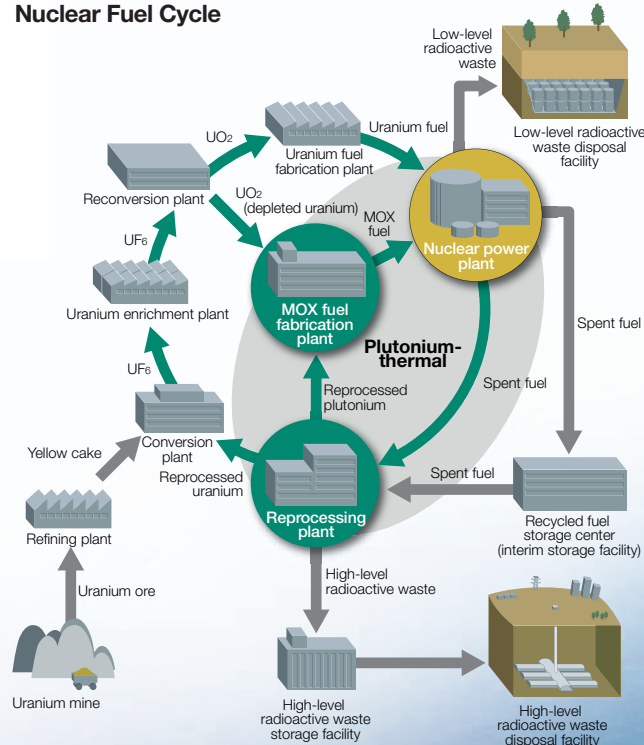 Nuclear Fuel Cycle
Low-level
radioactive
waste
Low-level radioactive
waste disposal
facility
UO2
Uranium fuel
Uranium fuel
fabrication plant
Reconversion plant
UO2
(depleted uranium)
MOX
fuel
Nuclear power
plant
UF6
Uranium enrichment plant
MOX fuel
fabrication
plant
Plutonium-
thermal
Spent fuel
Spent fuel
UF6
Reprocessed
plutonium
Conversion
plant
Yellow cake
Reprocessed
uranium
Spent fuel
Reprocessing
plant
Recycled fuel
storage center
(interim storage facility)
Refining plant
High-level
radioactive waste
Uranium ore
Uranium mine
High-level
radioactive waste
storage facility
High-level
radioactive waste
disposal facility